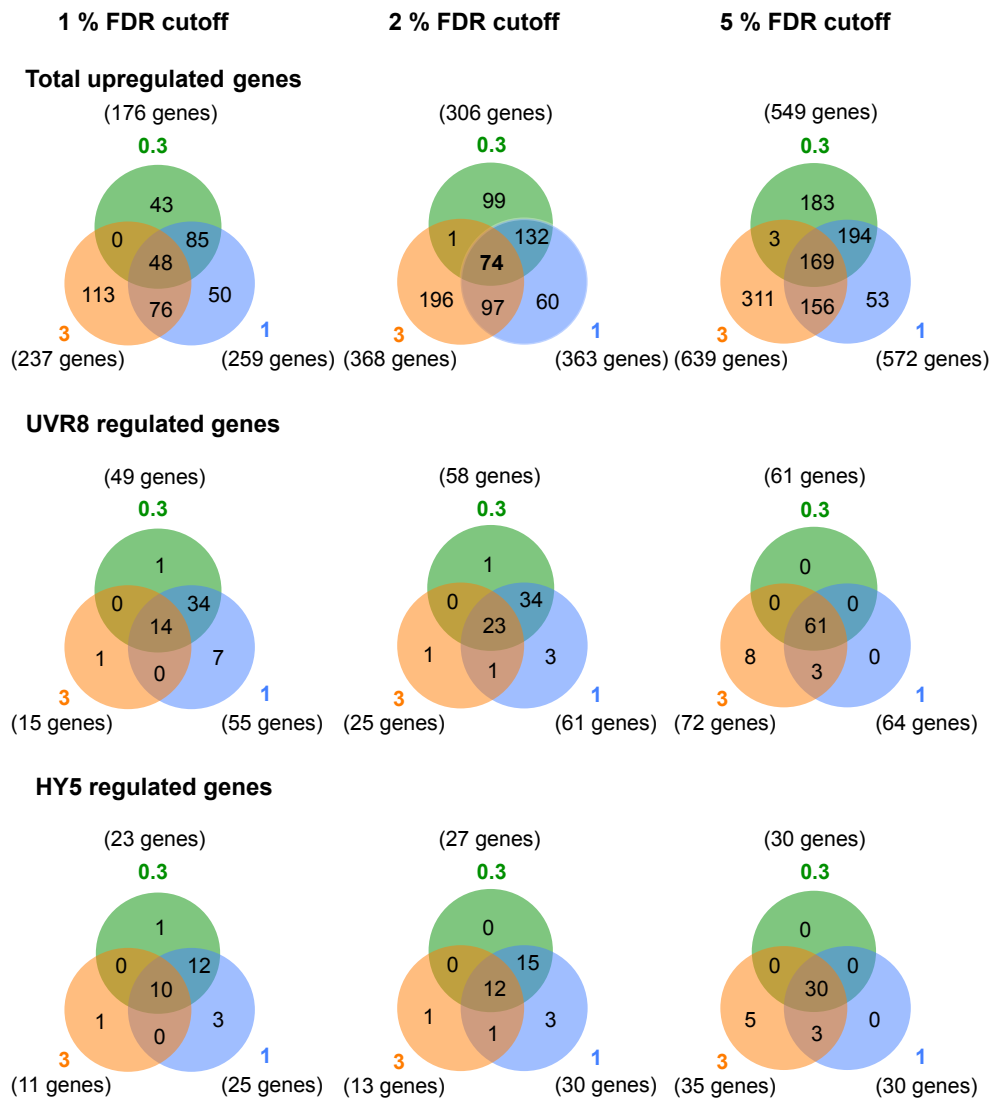 1 % FDR cutoff 2 % FDR cutoff 5 % FDR cutoff
Total upregulated genes
(176 genes) (306 genes) (549 genes)
0.3 0.3 0.3
43 99 183
0 85 1 132 3 194
48 74 169
113 76 50 196 97 60 311 156 53
3 1 3 1 3 1
(237 genes) (259 genes) (368 genes) (363 genes) (639 genes) (572 genes)
UVR8 regulated genes
(49 genes) (58 genes) (61 genes)
0.3 0.3 0.3
1 1 0
0 34 0 34 0 0
14 23 61
1 0 7 1 1 3 8 3 0
3 1 3 1 3 1
(15 genes) (55 genes) (25 genes) (61 genes) (72 genes) (64 genes)
HY5 regulated genes
(23 genes) (27 genes) (30 genes)
0.3 0.3 0.3
1 0 0
0 12 0 15 0 0
10 12 30
1 0 3 1 1 3 5 3 0
3 1 3 1 3 1
(11 genes) (25 genes) (13 genes) (30 genes) (35 genes) (30 genes)